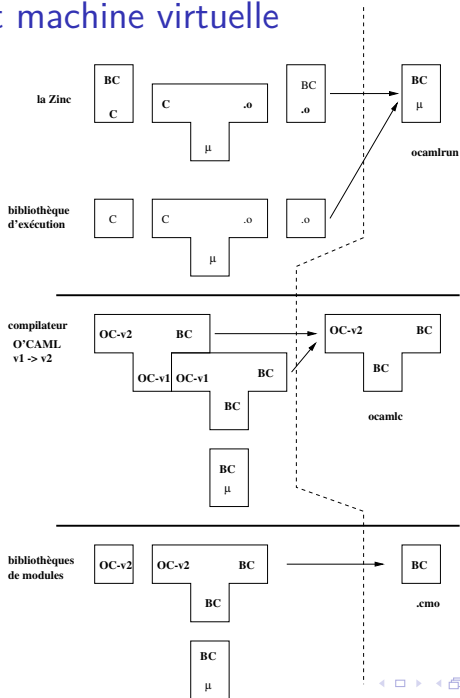 t machine virtuelle
la Zinc
BC
C
C .o
µ
BC
.o
BC
µ
ocamlrun
bibliothèque
d'exécution
C
C .o
µ
.o
compilateur
O'CAML
v1 -> v2
OC-v2 BC
OC-v1
OC-v1 BC
BC
BC
µ
OC-v2 BC
BC
ocamlc
bibliothèques
de modules
OC-v2
OC-v2 BC
BC
BC
µ
BC
.cmo